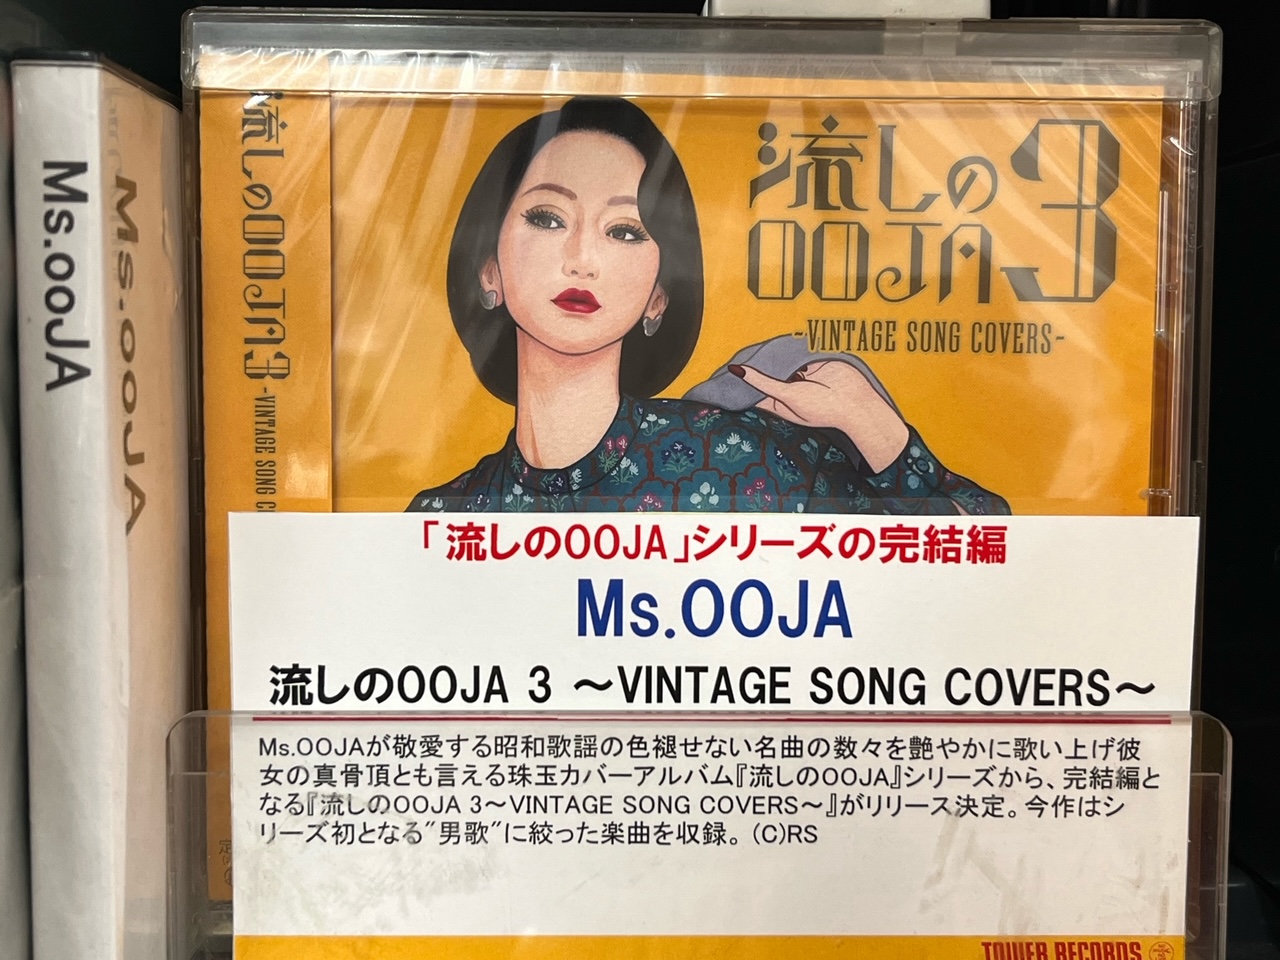 Ms.ooJA
Ms.ooJA
流しのOOJA3 -VINTAGE SONG
流しの
OOJA 3
~VINTAGE SONG COVERS~
「流しのOOJA」シリーズの完結編
Ms.OOJA
流しのOOJA 3 ～VINTAGE SONG COVERS～
Ms.OOJAが敬愛する昭和歌謡の色褪せない名曲の数々を艶やかに歌い上げ彼
女の真骨頂とも言える珠玉カバーアルバム『流しのOOJA』シリーズから、完結編と
なる『流しのOOJA 3～VINTAGE SONG COVERS～』がリリース決定。今作はシ
リーズ初となる"男歌"に絞った楽曲を収録。(C)RS
TOWER RECORDS